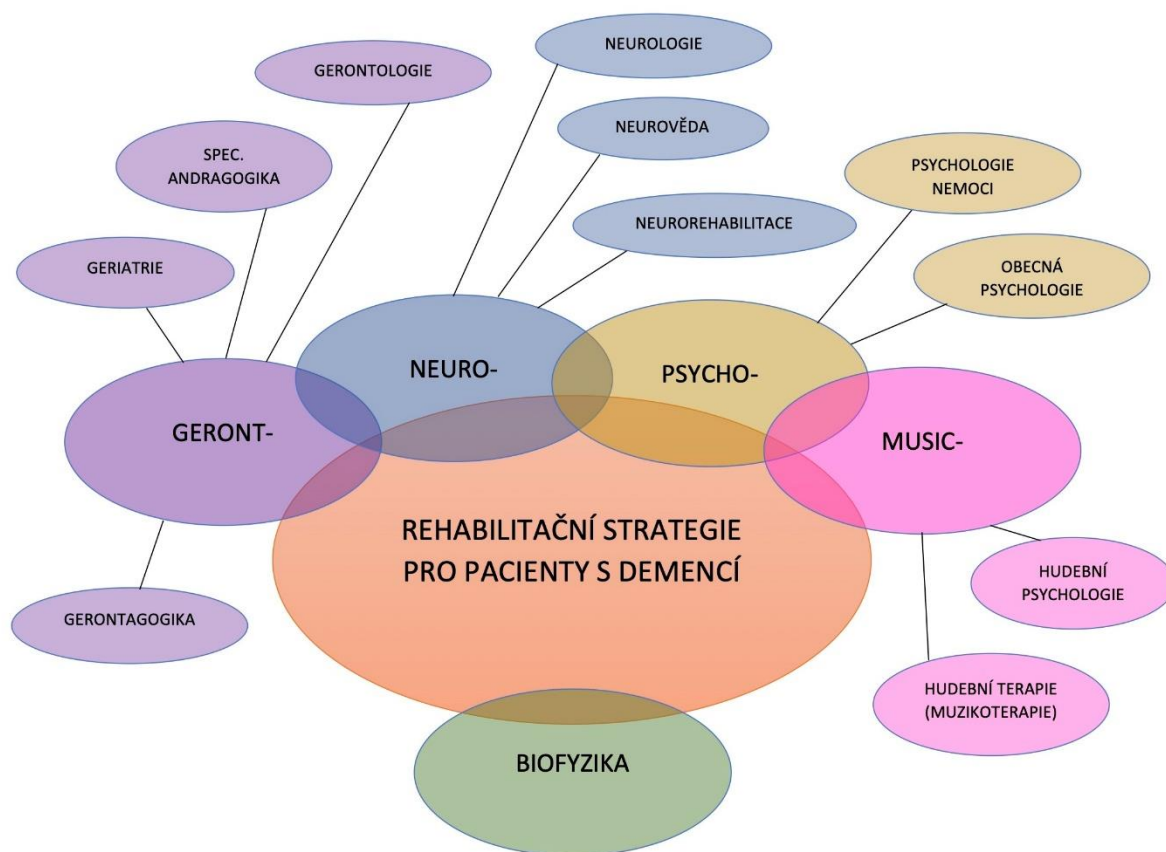 NEUROLOGIE
GERONTOLOGIE
NEUROVĚDA
SPEC.
ANDRAGOGIKA
PSYCHOLOGIE
NEMOCI
NEUROREHABILITACE
GERIATRIE
OBECNÁ
PSYCHOLOGIE
NEURO-
PSYCHO-
GERONT-
MUSIC-
REHABILITAČNÍ STRATEGIE
PRO PACIENTY S DEMENCÍ
HUDEBNÍ
PSYCHOLOGIE
GERONTAGOGIKA
HUDEBNÍ TERAPIE
(MUZIKOTERAPIE)
BIOFYZIKA